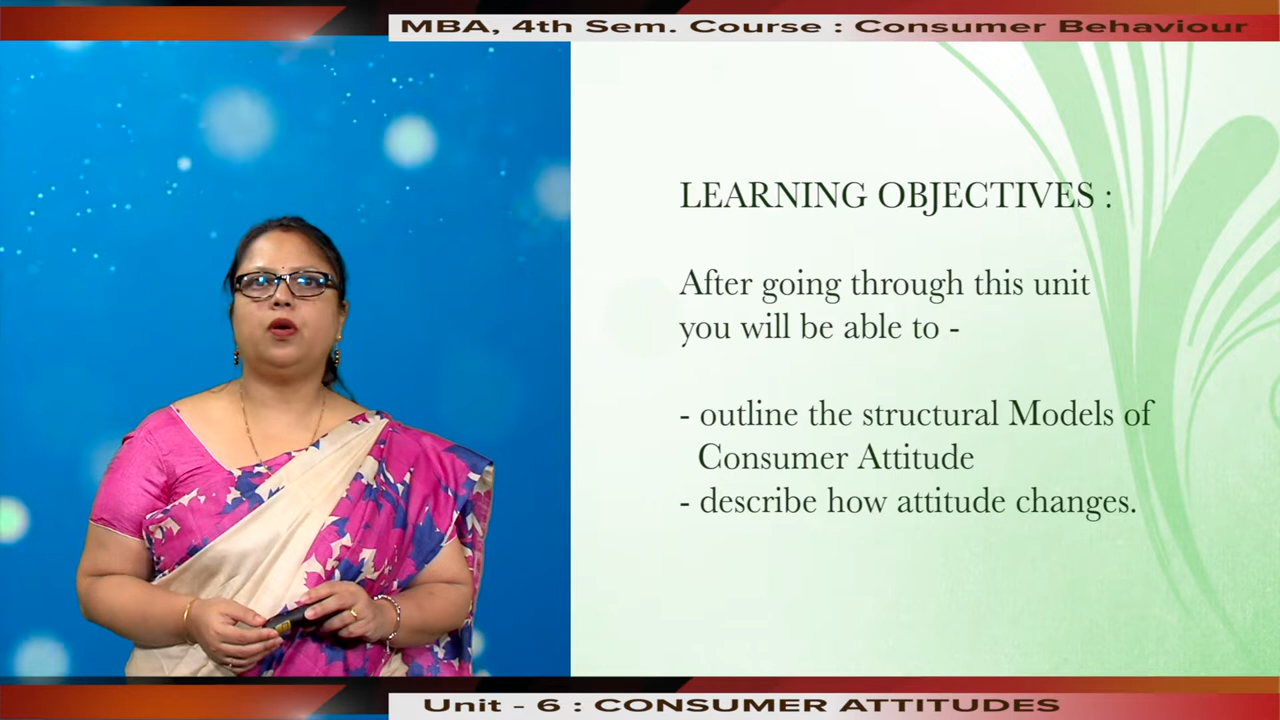 MBA, 4th Sem. Course : Consumer Behaviour
LEARNING OBJECTIVES :
After going through this unit
you will be able to -
- outline the structural Models of
Consumer Attitude
- describe how attitude changes.
Unit - 6 : CONSUMER ATTITUDES